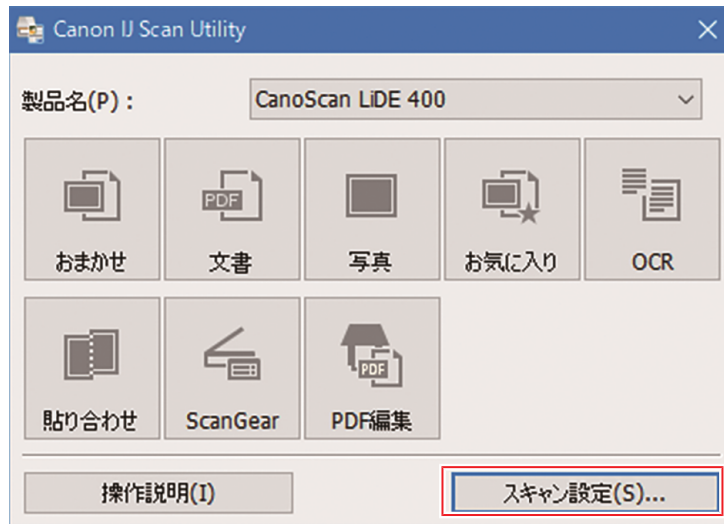 Canon IJ Scan Utility
製品名(P) : CanoScan LiDE 400
PDF
おまかせ 文書 写真 お気に入り OCR
PDF
貼り合わせ ScanGear PDF編集
操作説明(I) スキャン設定(S)...